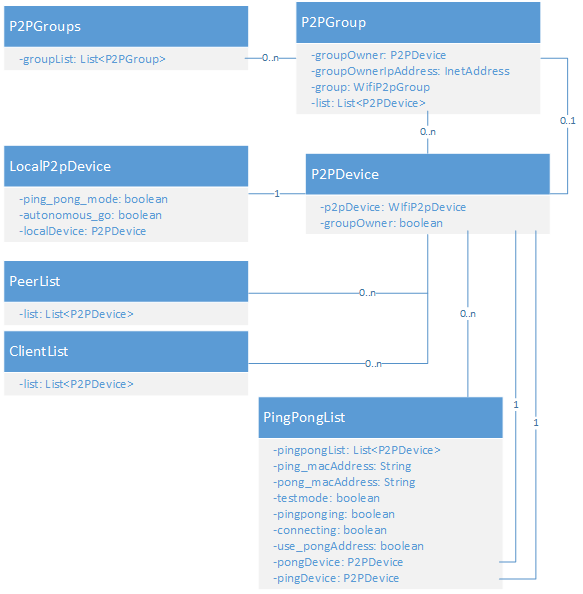 P2PGroups
-groupList: List<P2PGroup>
0..n
P2PGroup
-groupOwner: P2PDevice
-groupOwnerIpAddress: InetAddress
-group: WifiP2pGroup
-list: List<P2PDevice>
0..1
0..n
LocalP2pDevice
-ping_pong_mode: boolean
-autonomous_go: boolean
-localDevice: P2PDevice
1
P2PDevice
-p2pDevice: WIfiP2pDevice
-groupOwner: boolean
PeerList
-list: List<P2PDevice>
0..n
0..n
ClientList
-list: List<P2PDevice>
0..n
PingPongList
-pingpongList: List<P2PDevice>
-ping_macAddress: String
-pong_macAddress: String
-testmode: boolean
-pingponging: boolean
-connecting: boolean
-use_pongAddress: boolean
-pongDevice: P2PDevice
-pingDevice: P2PDevice
1
1